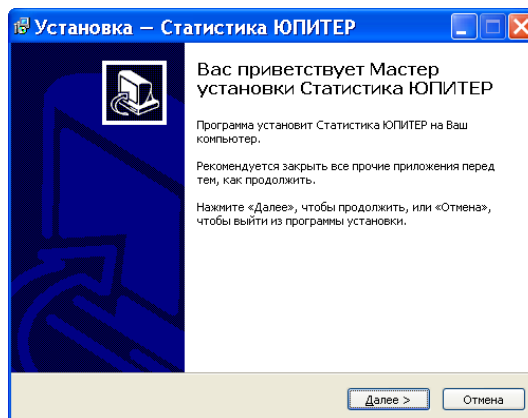 Установка — Статистика ЮПИТЕР
Вас приветствует Мастер
установки Статистика ЮПИТЕР
Программа установит Статистика ЮПИТЕР на Ваш
компьютер.
Рекомендуется закрыть все прочие приложения перед
тем, как продолжить.
Нажмите «Далее», чтобы продолжить, или «Отмена»,
чтобы выйти из программы установки.
Далее >
Отмена